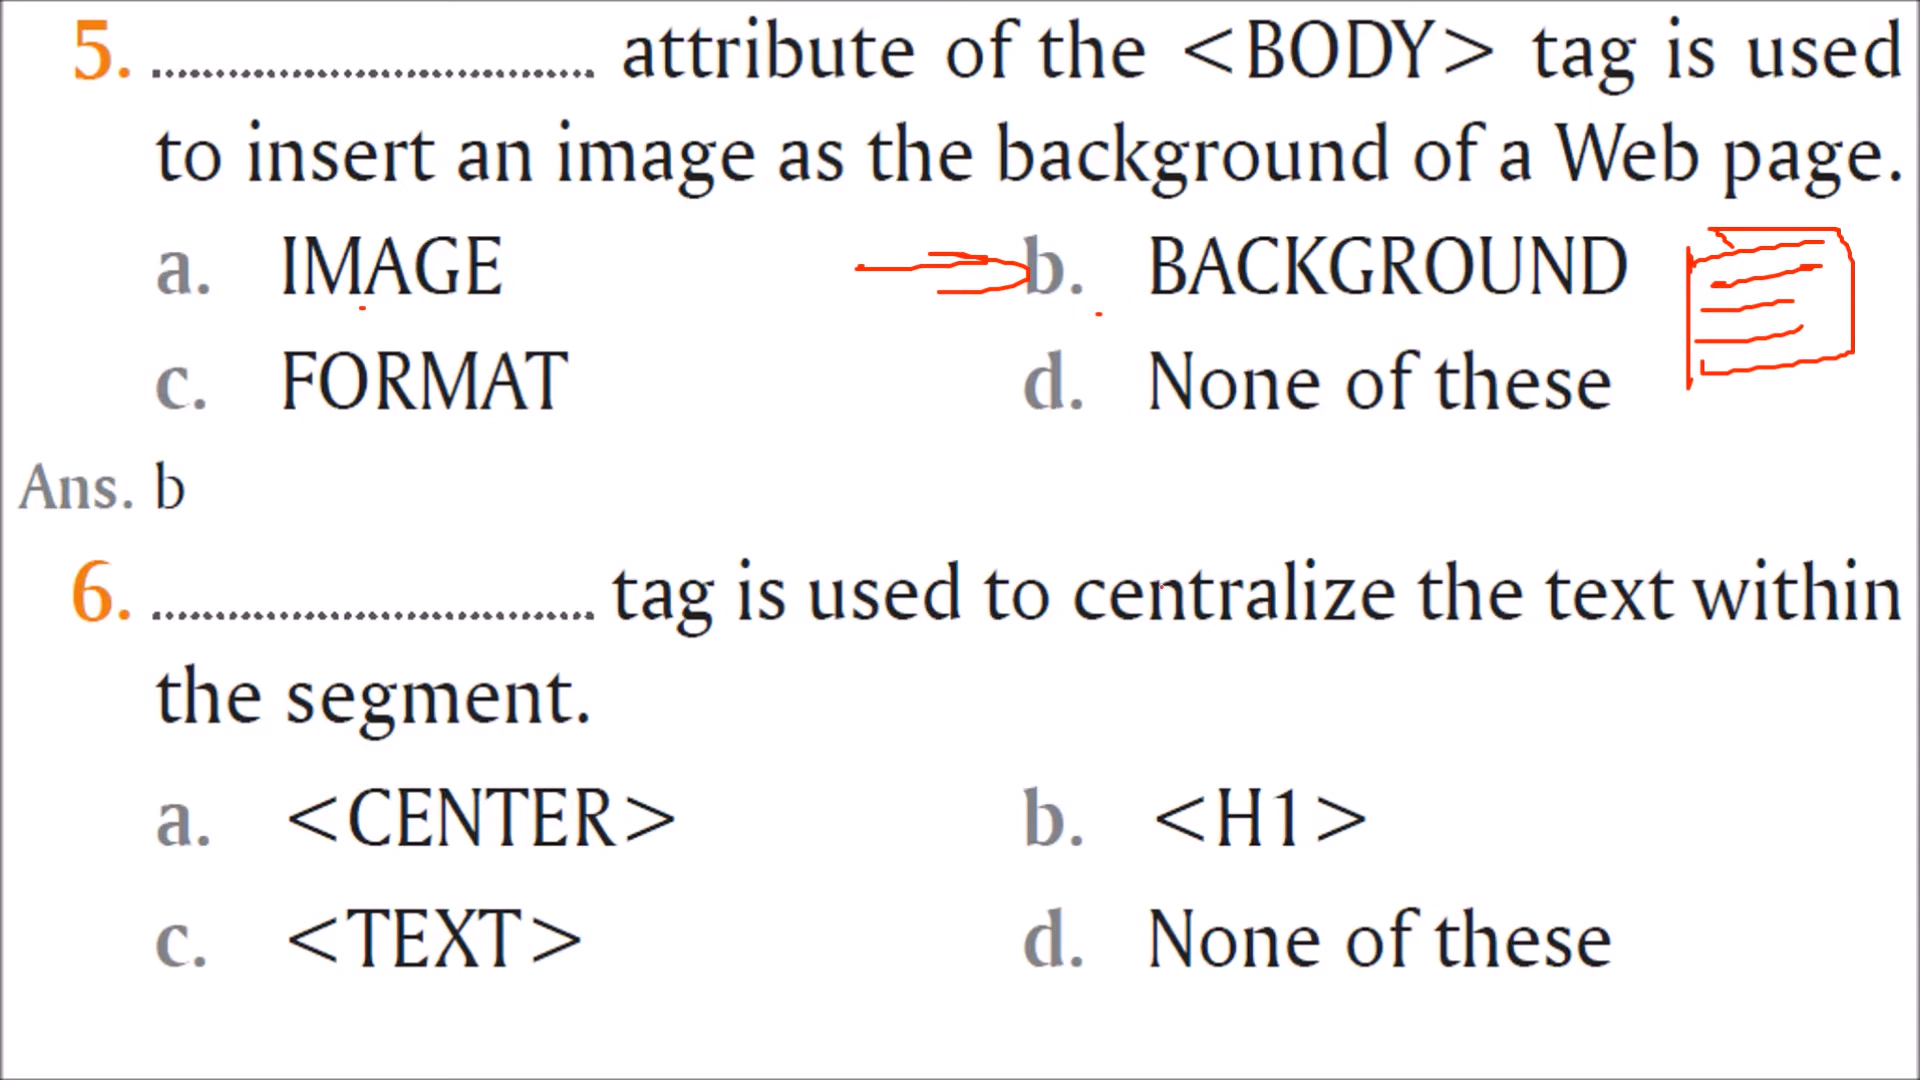 5. .................................... attribute of the <BODY> tag is used
to insert an image as the background of a Web page.
a. IMAGE b. BACKGROUND
c. FORMAT d. None of these
Ans. b
6. .................................... tag is used to centralize the text within
the segment.
a. <CENTER> b. <H1>
c. <TEXT> d. None of these